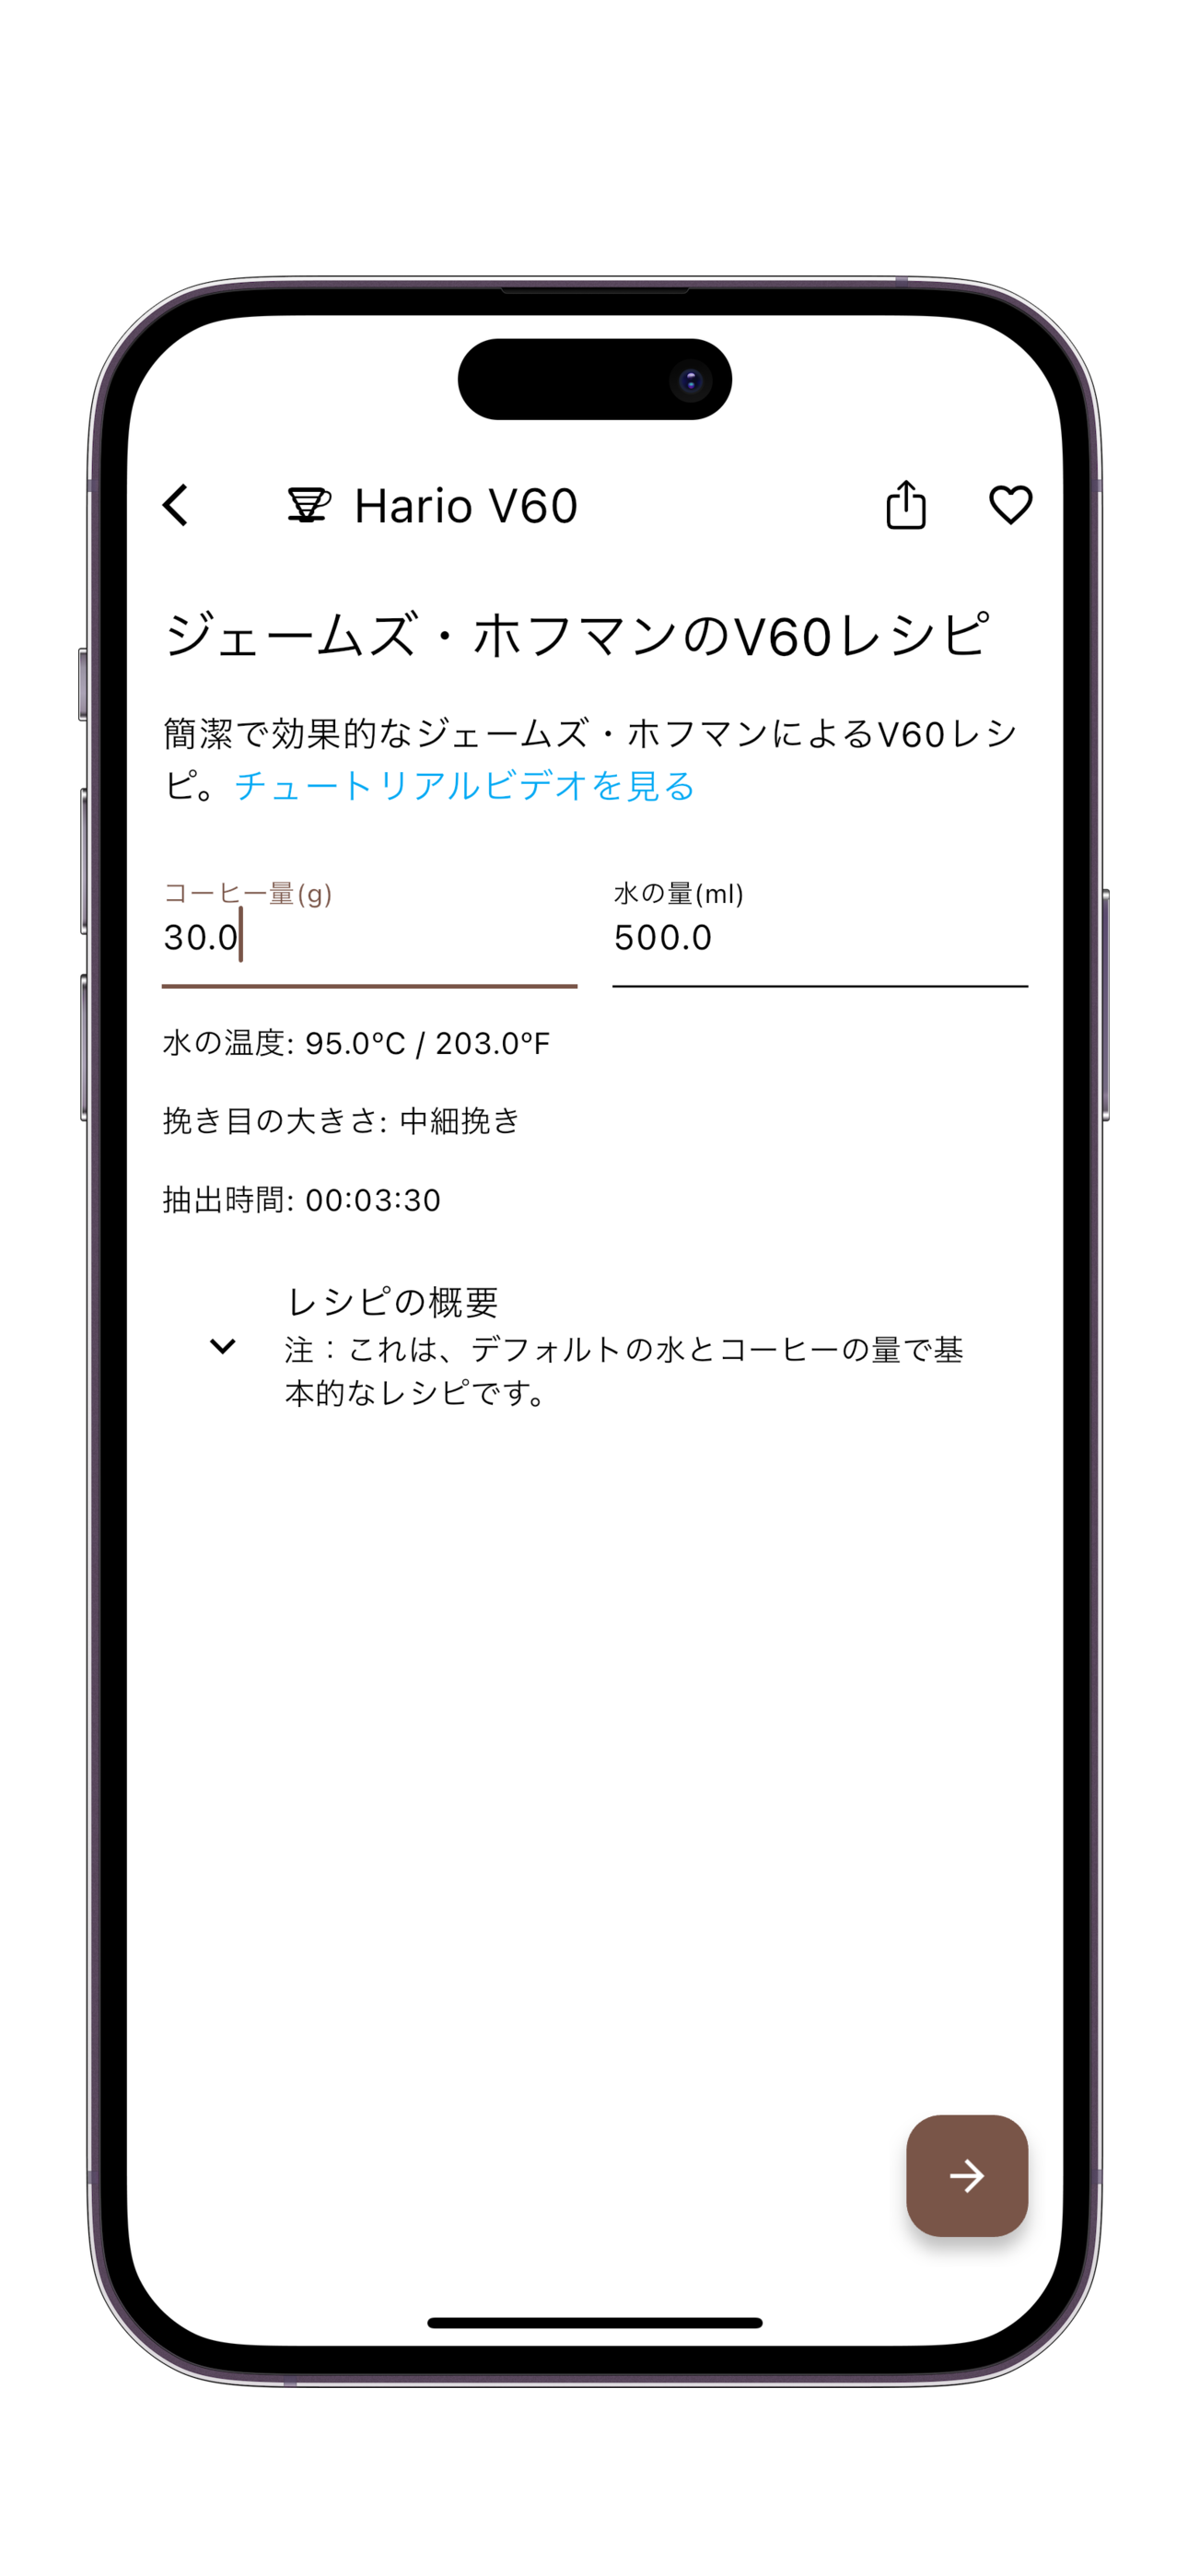 Hario V60
ジェームズ・ホフマンのV60レシピ
簡潔で効果的なジェームズ・ホフマンによるV60レシ
ピ。チュートリアルビデオを見る
コーヒー量(g)
30.0
水の量(ml)
500.0
水の温度: 95.0ºC / 203.0ºF
挽き目の大きさ: 中細挽き
抽出時間: 00:03:30
レシピの概要
注：これは、デフォルトの水とコーヒーの量で基
本的なレシピです。